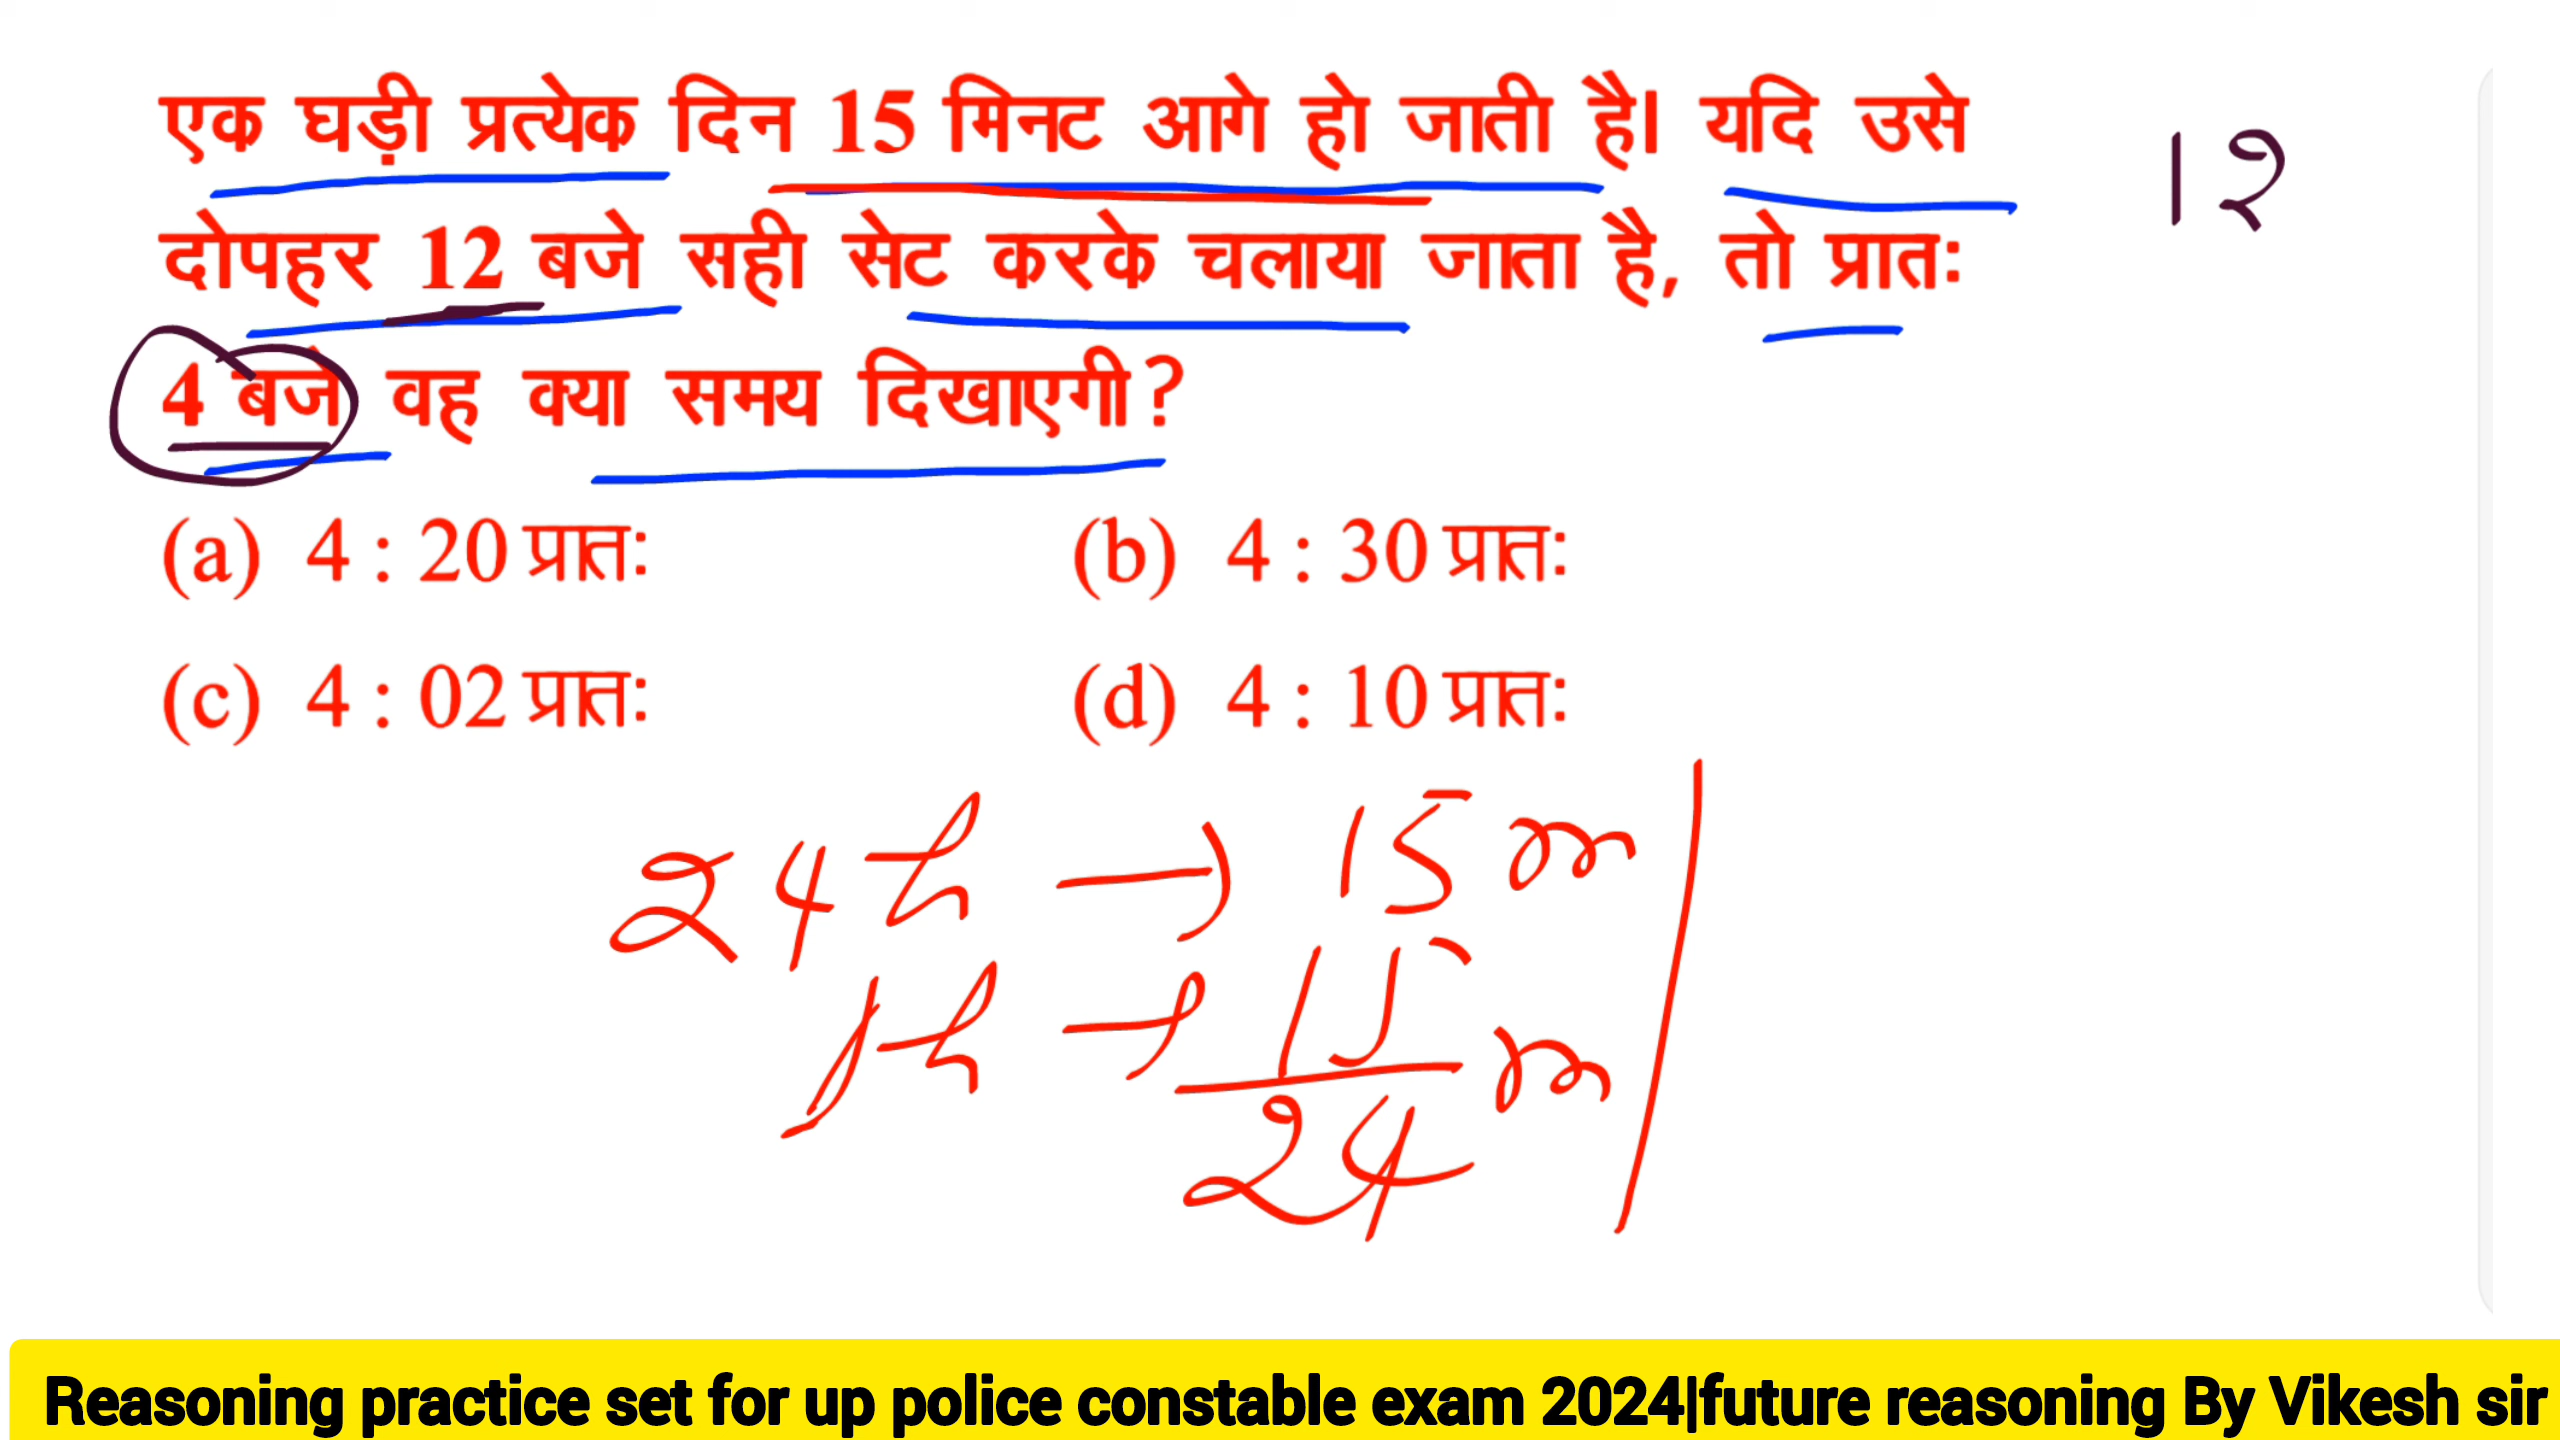 एक घड़ी प्रत्येक दिन 15 मिनट आगे हो जाती है। यदि उसे
दोपहर 12 बजे सही सेट करके चलाया जाता है, तो प्रातः
4 बजे वह क्या समय दिखाएगी?
12
(a) 4 : 20 प्रातः (b) 4 : 30 प्रातः
(c) 4 : 02 प्रातः (d) 4 : 10 प्रातः
24h → 15 m
1h → 15/24 m
Reasoning practice set for up police constable exam 2024|future reasoning By Vikesh sir